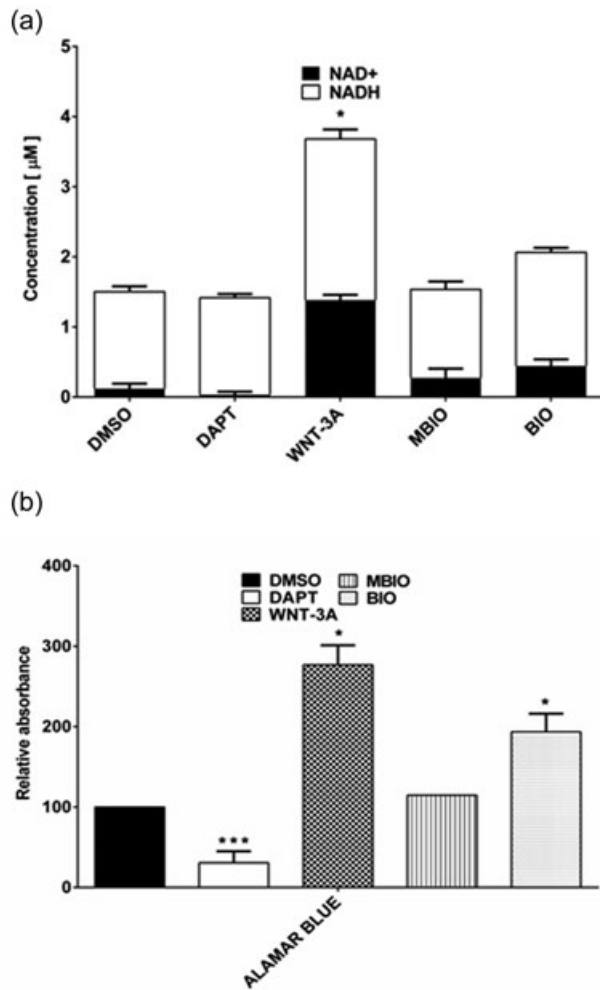 (a)
5
NAD+
NADH
4
*
3
2
1
0
Concentration [ µM ]
DMSO
DAPT
WNT-3A
MBIO
BIO
(b)
400
DMSO MBIO
DAPT BIO
WNT-3A
*
300
*
200
100
***
0
Relative absorbance
ALAMAR BLUE